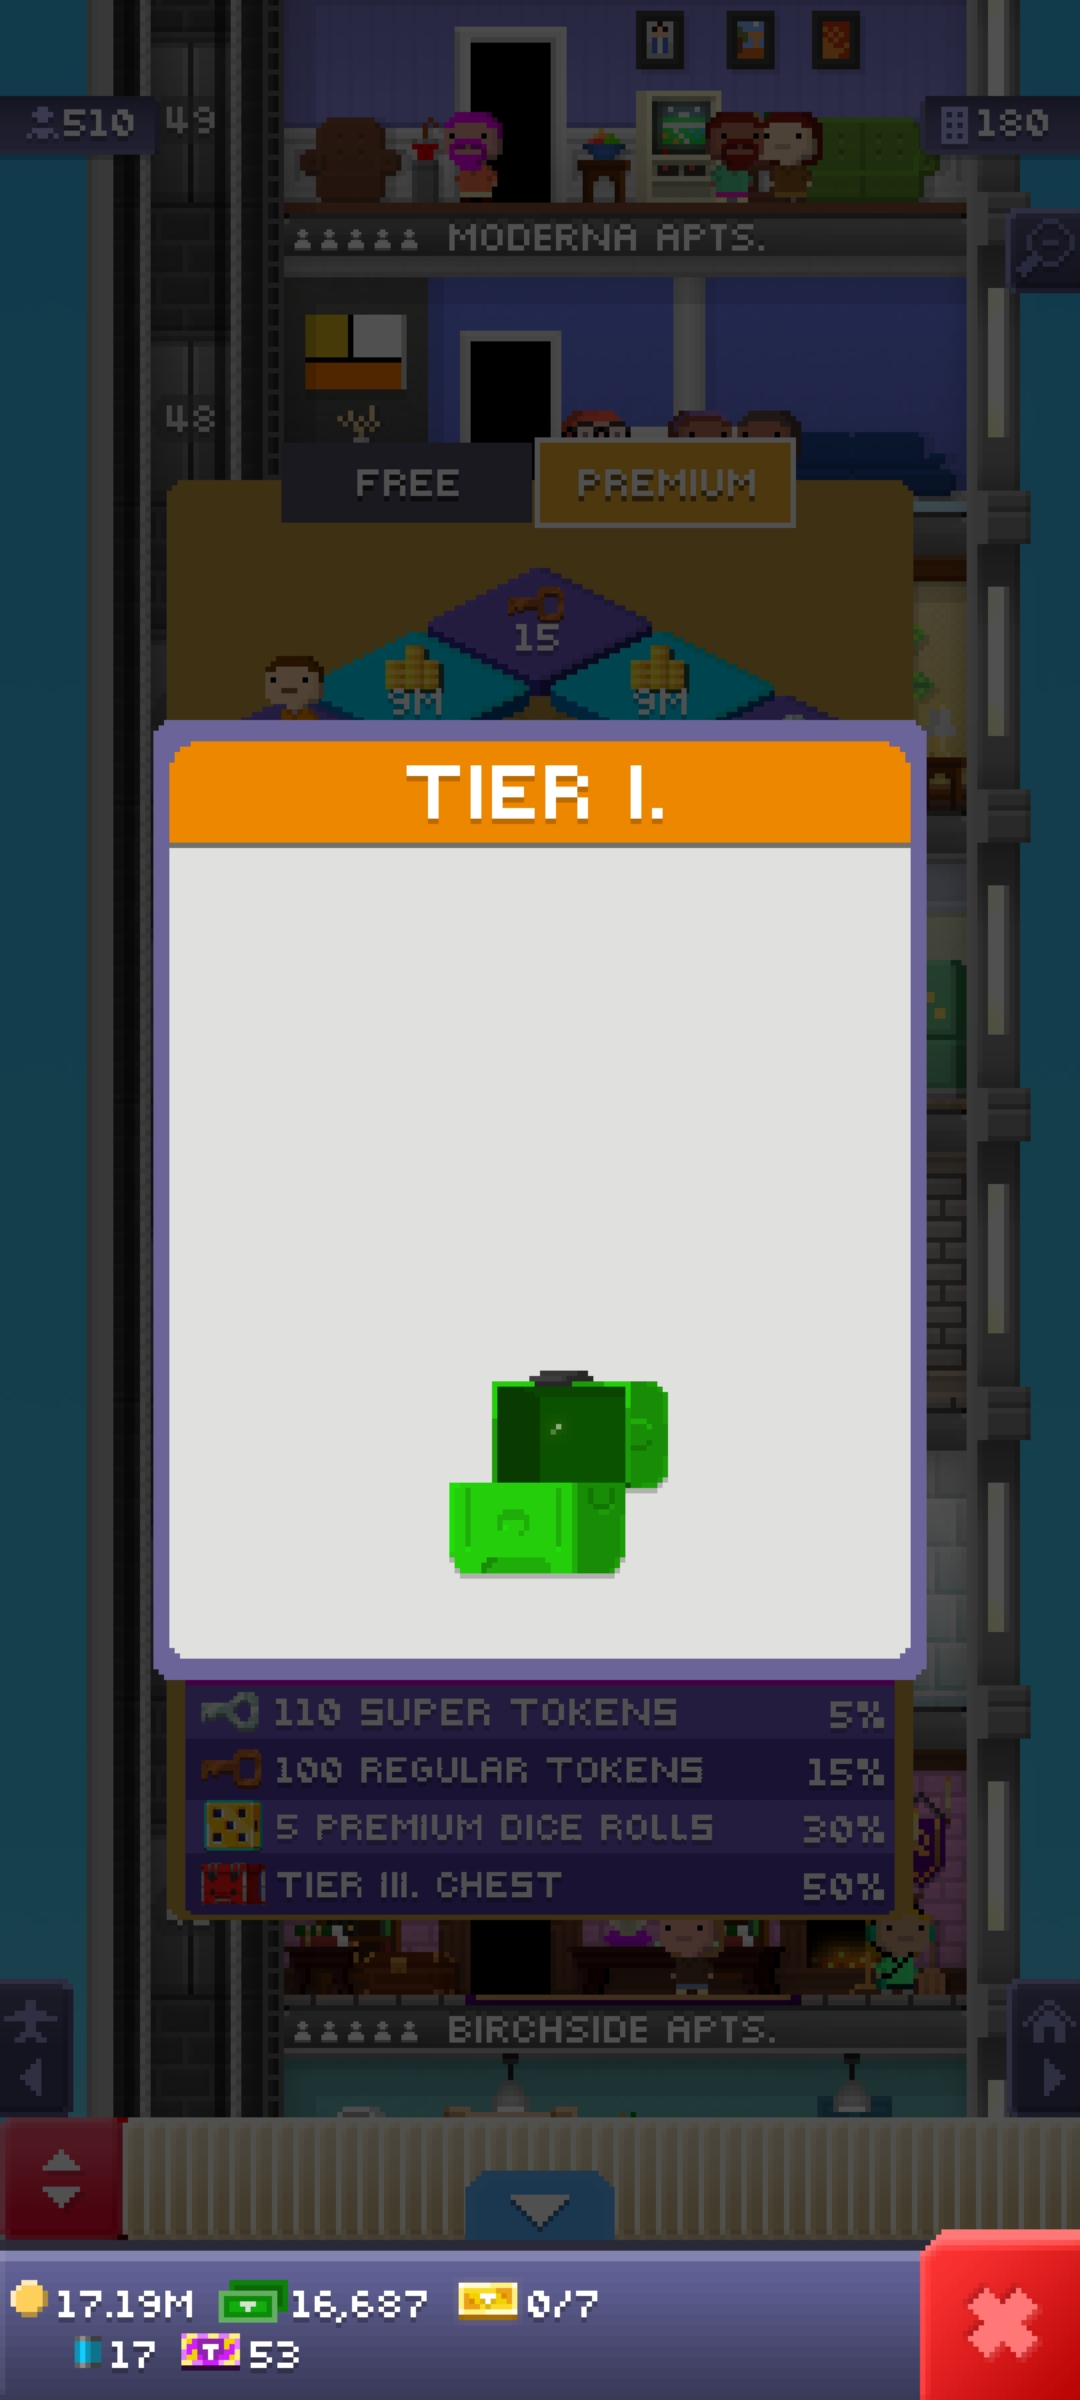 510
49
180
MODERNA APTS.
48
FREE
PREMIUM
15
9M
9M
TIER I.
110 SUPER TOKENS 5%
100 REGULAR TOKENS 15%
5 PREMIUM DICE ROLLS 30%
TIER III. CHEST 50%
BIRCHSIDE APTS.
17.19M 16,687 0/7
17 53